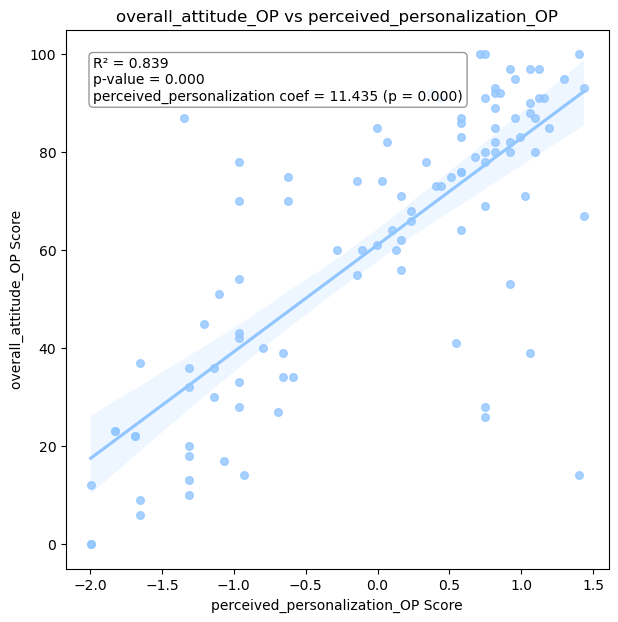 overall_attitude_OP vs perceived_personalization_OP
R² = 0.839
p-value = 0.000
perceived_personalization coef = 11.435 (p = 0.000)
100
80
60
40
20
0
overall_attitude_OP Score
−2.0 −1.5 −1.0 −0.5 0.0 0.5 1.0 1.5
perceived_personalization_OP Score